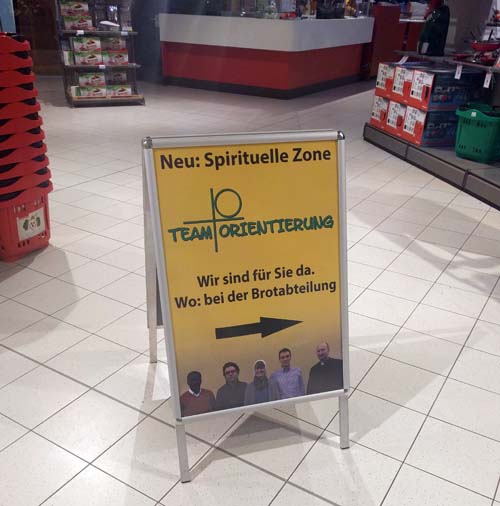 Neu: Spirituelle Zone
TEAM ORIENTIERUNG
Wir sind für Sie da.
Wo: bei der Brotabteilung